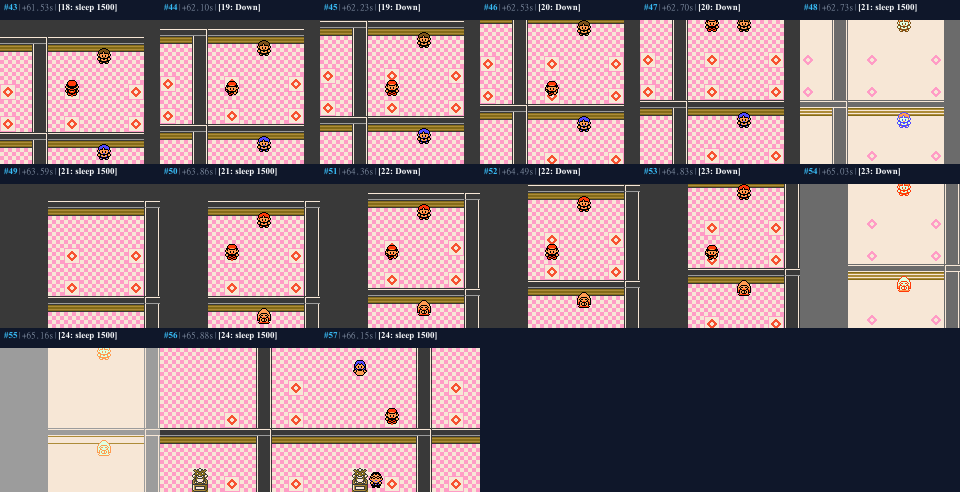 #43|+61.53s| [18: sleep 1500]
#44|+62.10s| [19: Down]
#45|+62.23s| [19: Down]
#46|+62.53s| [20: Down]
#47|+62.70s| [20: Down]
#48|+62.73s| [21: sleep 1500]
#49|+63.59s| [21: sleep 1500]
#50|+63.86s| [21: sleep 1500]
#51|+64.36s| [22: Down]
#52|+64.49s| [22: Down]
#53|+64.83s| [23: Down]
#54|+65.03s| [23: Down]
#55|+65.16s| [24: sleep 1500]
#56|+65.88s| [24: sleep 1500]
#57|+66.15s| [24: sleep 1500]